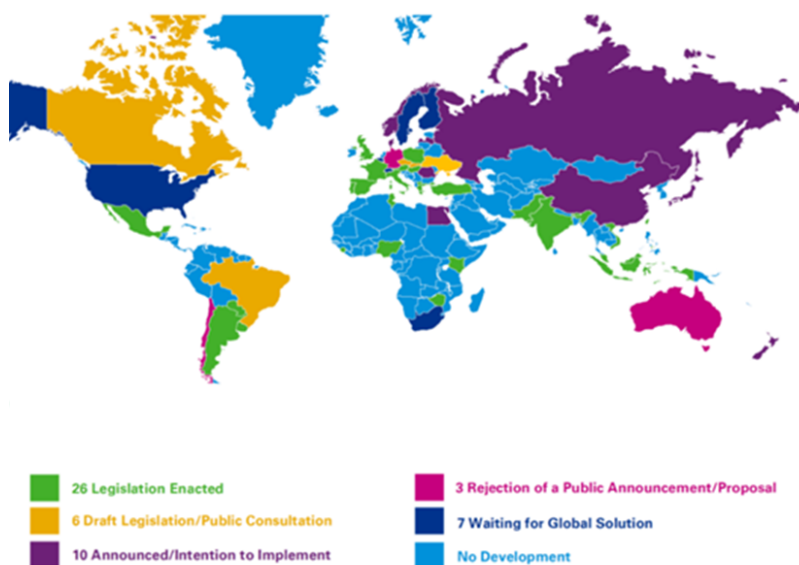 26 Legislation Enacted
6 Draft Legislation/Public Consultation
10 Announced/Intention to Implement
3 Rejection of a Public Announcement/Proposal
7 Waiting for Global Solution
No Development